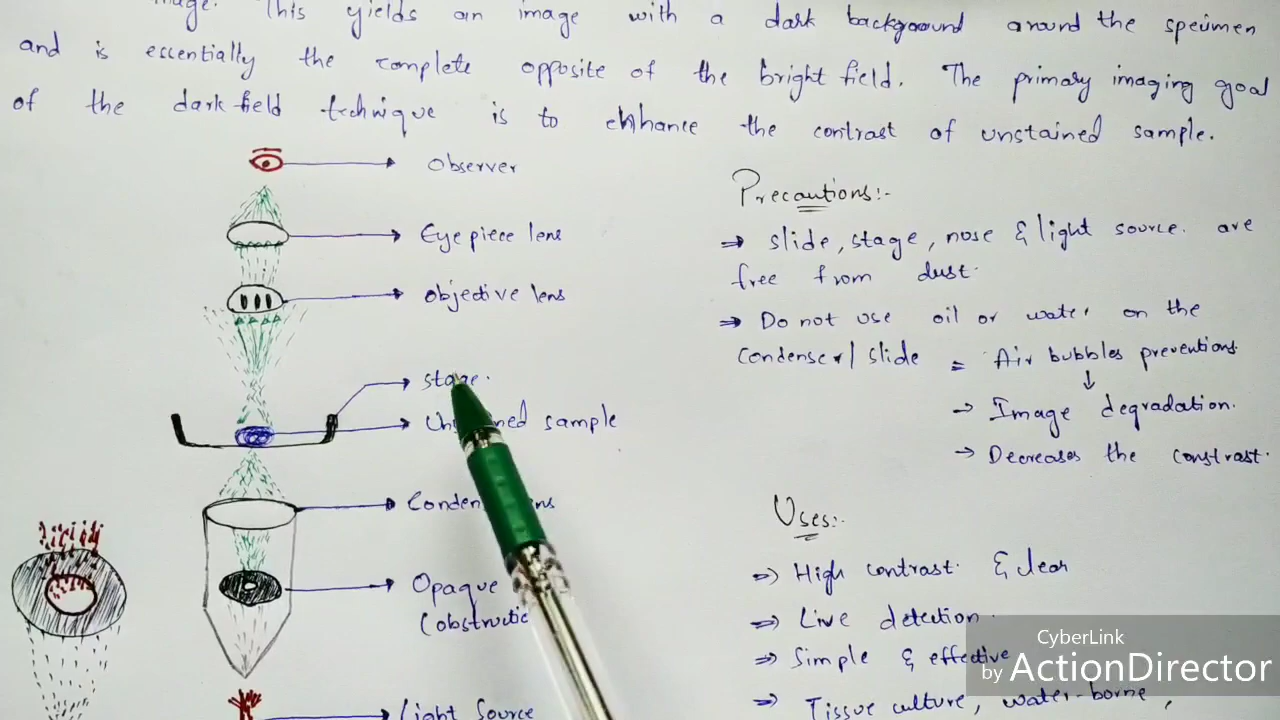 image. This yields an image with a dark background around the specimen
and is essentially the complete opposite of the bright field. The primary imaging goal
of the dark field technique is to enhance the contrast of unstained sample.
Observer
Eye piece lens
objective lens
stage.
sample
Opaque
(obstructio
Light Source
Precautions:-
⇒ slide, stage, nose & light source. are
free from dust.
⇒ Do not use oil or water on the
condenser / slide = Air bubbles preventions
↓
→ Image degradation.
→ Decreases the constrast.
Uses:-
⇒ High contrast. & clear
⇒ Live detection.
⇒ Simple & effective
⇒ Tissue culture, water-borne,
CyberLink
by ActionDirector